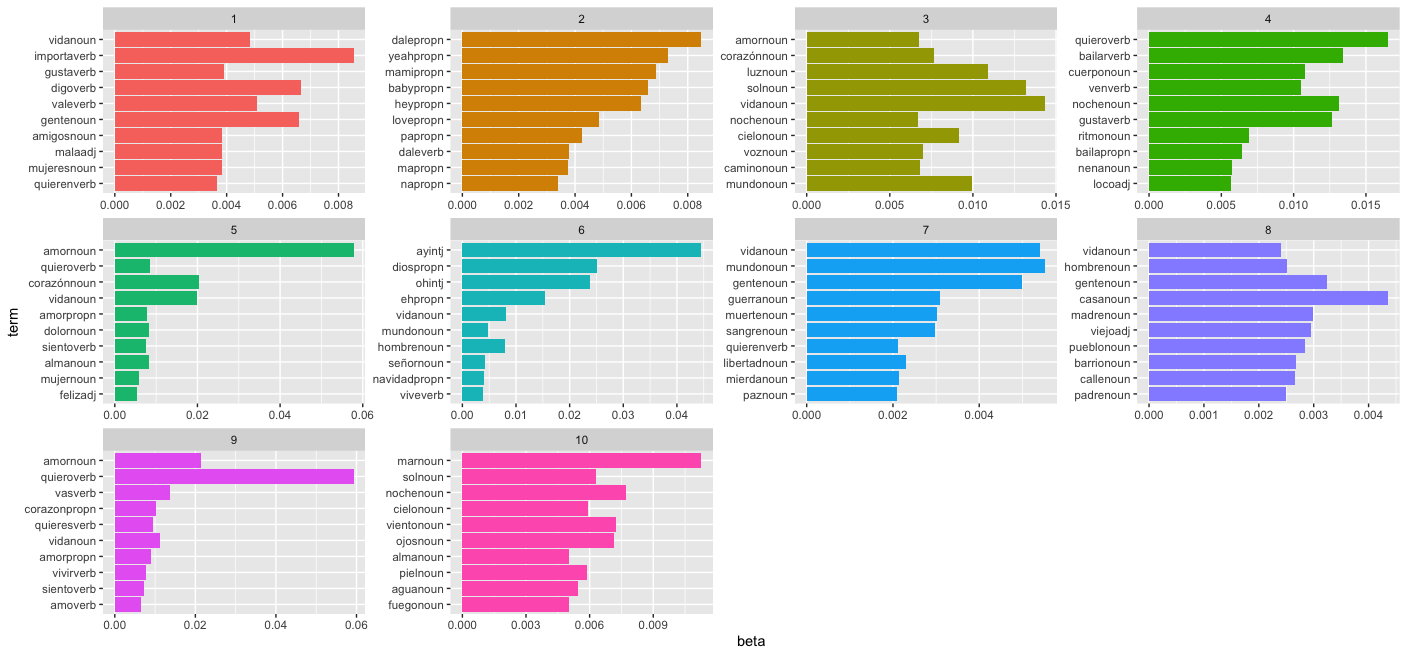 1
vidanoun
importaverb
gustaverb
digoverb
valeverb
gentenoun
amigosnoun
malaadj
mujeresnoun
quierenverb
0.000 0.002 0.004 0.006 0.008
2
dalepropn
yeahpropn
mamipropn
babypropn
heypropn
lovepropn
papropn
daleverb
mapropn
napropn
0.000 0.002 0.004 0.006 0.008
3
amornoun
corazónnoun
luznoun
solnoun
vidanoun
nochenoun
cielonoun
voznoun
caminonoun
mundonoun
0.000 0.005 0.010 0.015
4
quieroverb
bailarverb
cuerponoun
venverb
nochenoun
gustaverb
ritmonoun
bailapropn
nenanoun
locoadj
0.000 0.005 0.010 0.015
5
amornoun
quieroverb
corazónnoun
vidanoun
amorpropn
dolornoun
sientoverb
almanoun
mujernoun
felizadj
0.00 0.02 0.04 0.06
6
ayintj
diospropn
ohintj
ehpropn
vidanoun
mundonoun
hombrenoun
señornoun
navidadpropn
viveverb
0.00 0.01 0.02 0.03 0.04
7
vidanoun
mundonoun
gentenoun
guerranoun
muertenoun
sangrenoun
quierenverb
libertadnoun
mierdanoun
paznoun
0.000 0.002 0.004
8
vidanoun
hombrenoun
gentenoun
casanoun
madrenoun
viejoadj
pueblonoun
barrionoun
callenoun
padrenoun
0.000 0.001 0.002 0.003 0.004
9
amornoun
quieroverb
vasverb
corazonpropn
quieresverb
vidanoun
amorpropn
vivirverb
sientoverb
amoverb
0.00 0.02 0.04 0.06
10
marnoun
solnoun
nochenoun
cielonoun
vientonoun
ojosnoun
almanoun
pielnoun
aguanoun
fuegonoun
0.000 0.003 0.006 0.009
term
beta